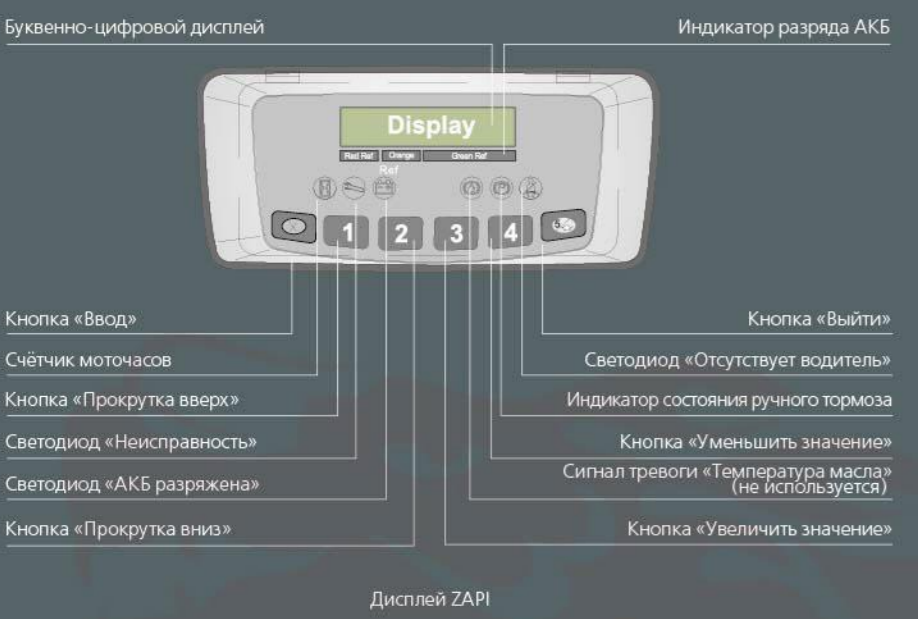 Буквенно-цифровой дисплей
Индикатор разряда АКБ
Display
Red Ref
Orange
Green Ref
Ref
1
2
3
4
Кнопка «Ввод»
Счётчик моточасов
Кнопка «Прокрутка вверх»
Светодиод «Неисправность»
Светодиод «АКБ разряжена»
Кнопка «Прокрутка вниз»
Кнопка «Выйти»
Светодиод «Отсутствует водитель»
Индикатор состояния ручного тормоза
Кнопка «Уменьшить значение»
Сигнал тревоги «Температура масла»
(не используется)
Кнопка «Увеличить значение»
Дисплей ZAPI